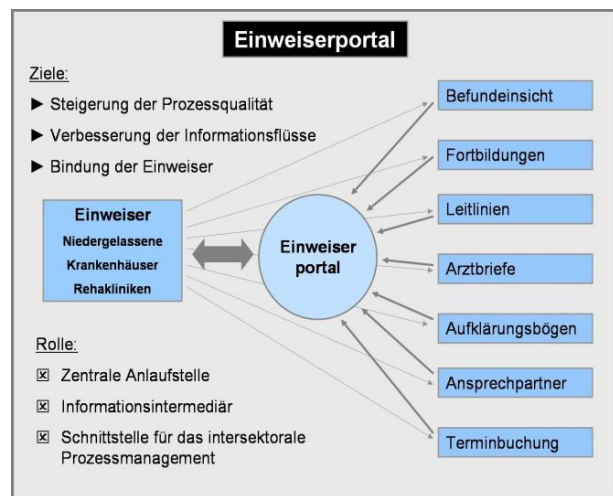 Einweiserportal
Ziele:
► Steigerung der Prozessqualität
► Verbesserung der Informationsflüsse
► Bindung der Einweiser
Einweiser
Niedergelassene
Krankenhäuser
Rehakliniken
Einweiser
portal
Befundeinsicht
Fortbildungen
Leitlinien
Arztbriefe
Aufklärungsbögen
Ansprechpartner
Terminbuchung
Rolle:
☒ Zentrale Anlaufstelle
☒ Informationsintermediär
☒ Schnittstelle für das intersektorale
Prozessmanagement